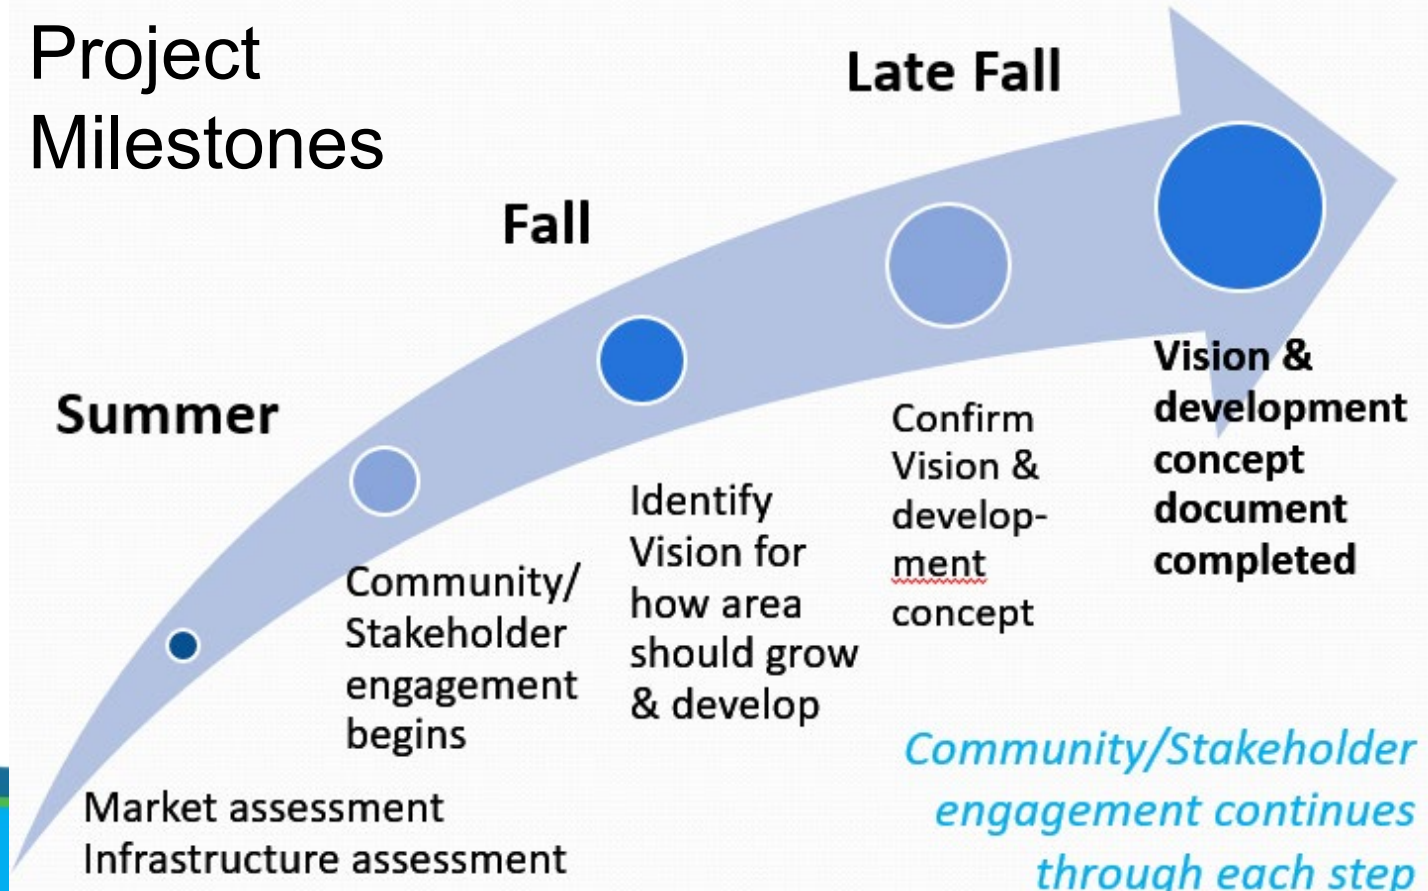 Project
Milestones
Late Fall
Fall
Summer
Market assessment
Infrastructure assessment
Community/
Stakeholder
engagement
begins
Identify
Vision for
how area
should grow
& develop
Confirm
Vision &
develop-
ment
concept
Vision &
development
concept
document
completed
Community/Stakeholder
engagement continues
through each step